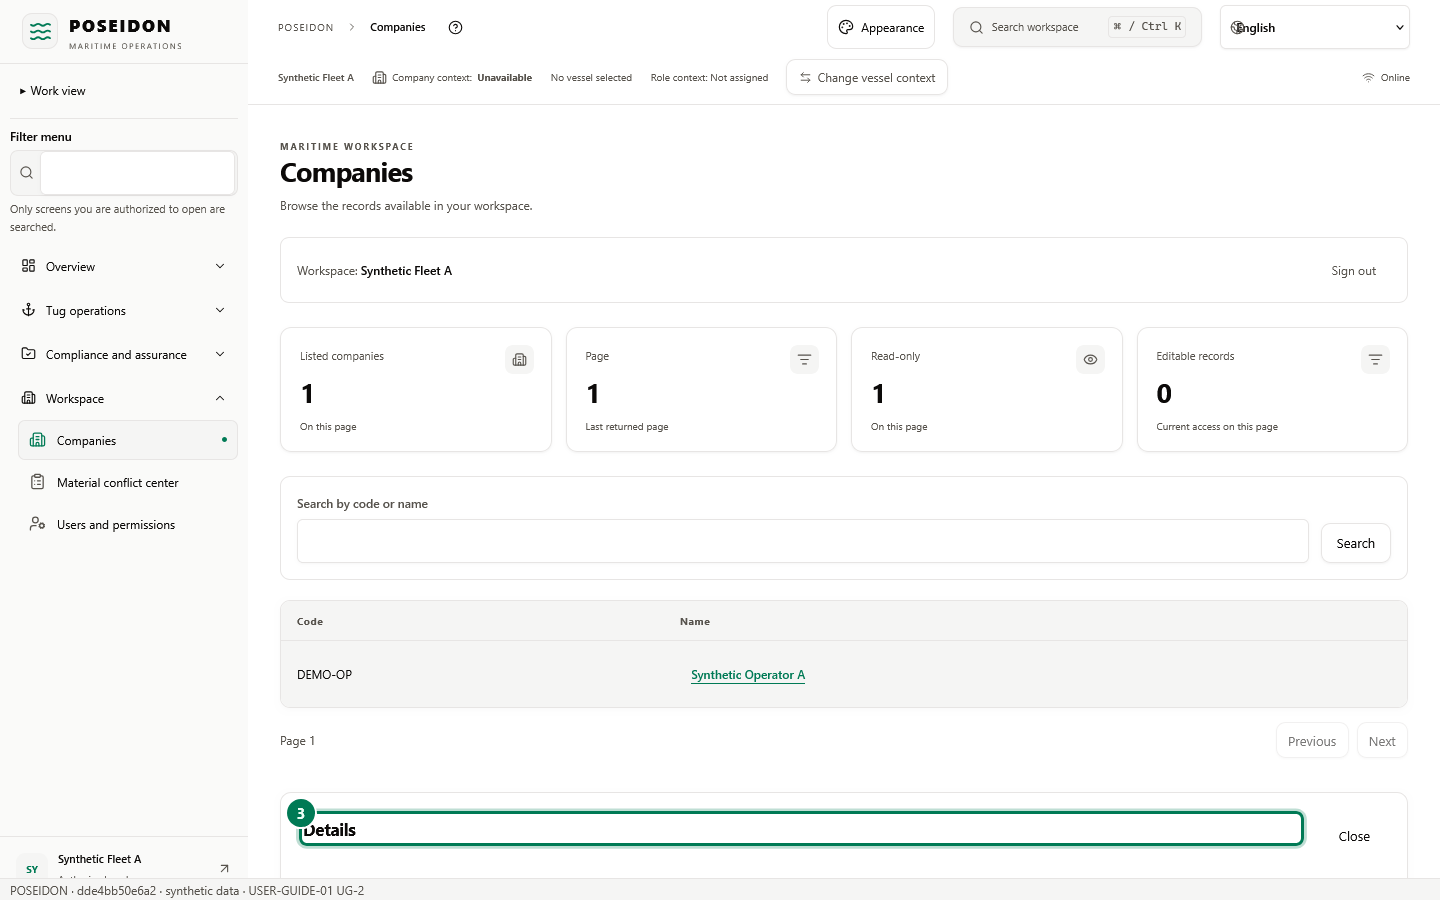 POSEIDON
MARITIME OPERATIONS
Work view
Filter menu
Only screens you are authorized to open are
searched.
Overview
Tug operations
Compliance and assurance
Workspace
Companies
Material conflict center
Users and permissions
SY
Synthetic Fleet A
POSEIDON
Companies
Appearance
Search workspace
⌘ / Ctrl K
English
Synthetic Fleet A
Company context: Unavailable
No vessel selected
Role context: Not assigned
Change vessel context
Online
MARITIME WORKSPACE
Companies
Browse the records available in your workspace.
Workspace: Synthetic Fleet A
Sign out
Listed companies
1
On this page
Page
1
Last returned page
Read-only
1
On this page
Editable records
0
Current access on this page
Search by code or name
Search
Code
Name
DEMO-OP
Synthetic Operator A
Page 1
Previous
Next
3
Details
Close
POSEIDON · dde4bb50e6a2 · synthetic data · USER-GUIDE-01 UG-2